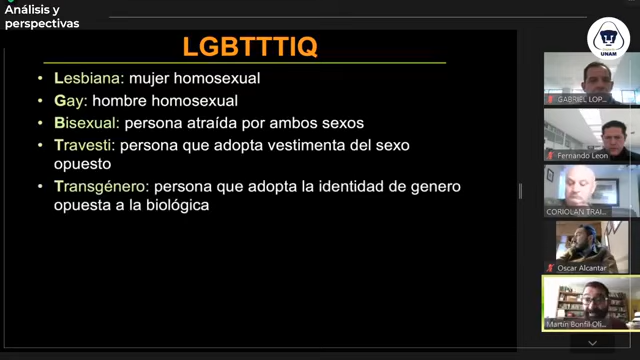 Análisis y
perspectivas
UNAM
LGBTTTIQ
• Lesbiana: mujer homosexual
• Gay: hombre homosexual
• Bisexual: persona atraída por ambos sexos
• Travesti: persona que adopta vestimenta del sexo
opuesto
• Transgénero: persona que adopta la identidad de genero
opuesta a la biológica
GABRIEL LOP...
Fernando Leon
CORIOLAN TRAI...
Oscar Alcantar
Martín Bonfil Oli...